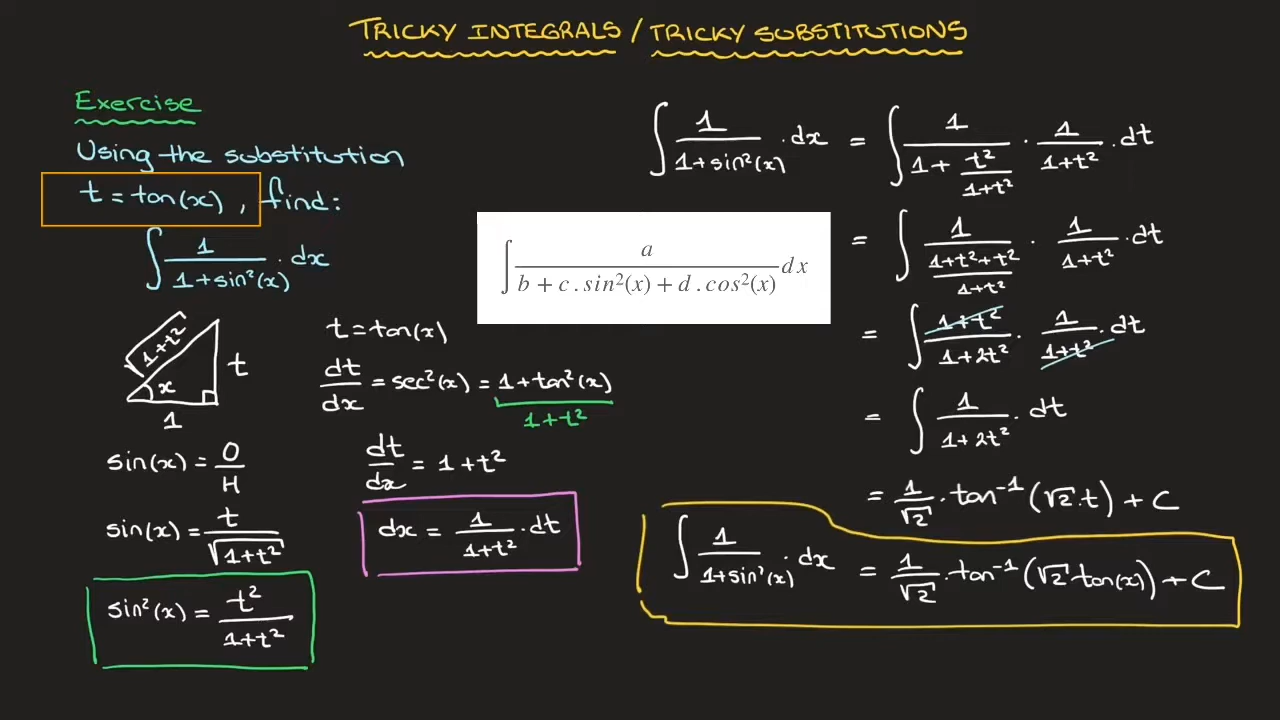 TRICKY INTEGRALS / TRICKY SUBSTITUTIONS
Exercise
Using the substitution
t = tan(x), find:
∫ 1/(1+sin²(x)) · dx
1+t²
x
t
1
sin(x) = O/H
sin(x) = t/√(1+t²)
sin²(x) = t²/(1+t²)
t = tan(x)
dt/dx = sec²(x) = 1+tan²(x)
1+t²
dt/dx = 1+t²
dx = 1/(1+t²) · dt
∫ a/(b + c . sin²(x) + d . cos²(x)) dx
∫ 1/(1+sin²(x)) · dx = ∫ 1/(1 + t²/(1+t²)) · 1/(1+t²) · dt
= ∫ 1/((1+t²+t²)/(1+t²)) · 1/(1+t²) · dt
= ∫ (1+t²)/(1+2t²) · 1/(1+t²) · dt
= ∫ 1/(1+2t²) · dt
= 1/√2 · tan⁻¹(√2.t) + C
∫ 1/(1+sin²(x)) · dx = 1/√2 · tan⁻¹(√2 tan(x)) + C